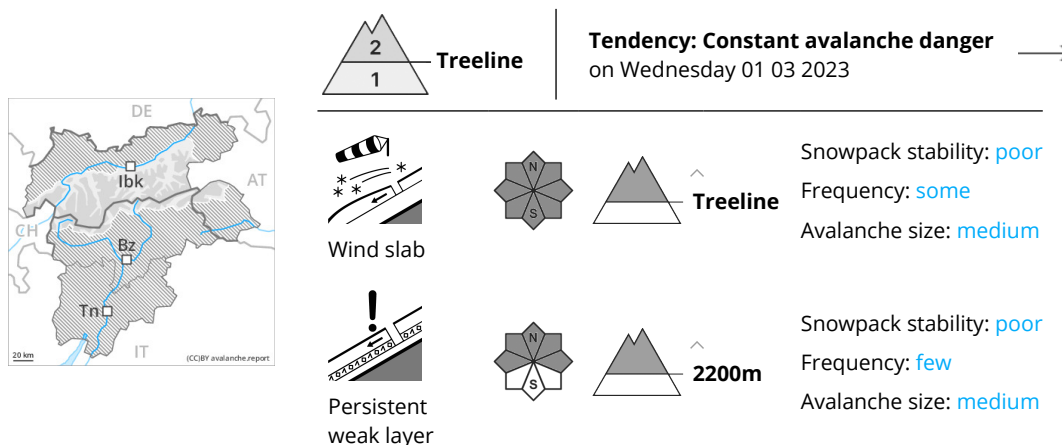 2
1
Treeline
Tendency: Constant avalanche danger
on Wednesday 01 03 2023
DE
Ibk
AT
CH
Bz
Tn
IT
20 km
(CC)BY avalanche.report
Wind slab
N
S
Treeline
Snowpack stability: poor
Frequency: some
Avalanche size: medium
Persistent
weak layer
N
S
2200m
Snowpack stability: poor
Frequency: few
Avalanche size: medium